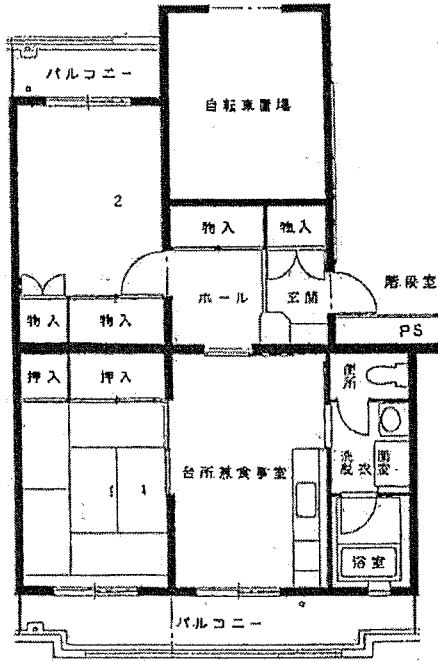 バルコニー
自転車置場
2
物入
物入
ホール
玄関
階段室
物入
物入
PS
押入
押入
便所
台所兼食事室
洗面
脱衣室
1
浴室
バルコニー